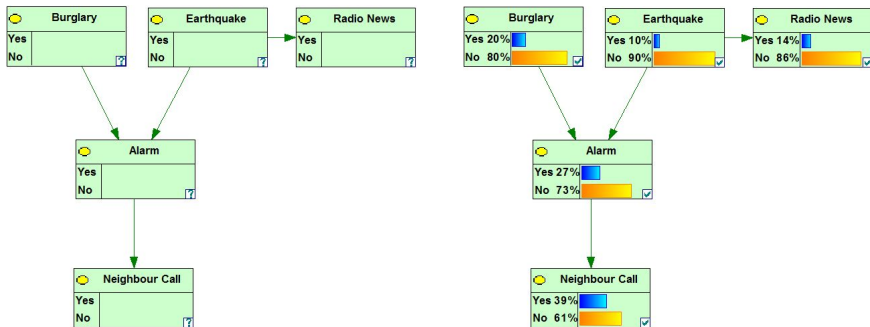 Burglary
Yes
No
?
Earthquake
Yes
No
?
Radio News
Yes
No
?
Alarm
Yes
No
?
Neighbour Call
Yes
No
?
Burglary
Yes 20%
No 80%
Earthquake
Yes 10%
No 90%
Radio News
Yes 14%
No 86%
Alarm
Yes 27%
No 73%
Neighbour Call
Yes 39%
No 61%